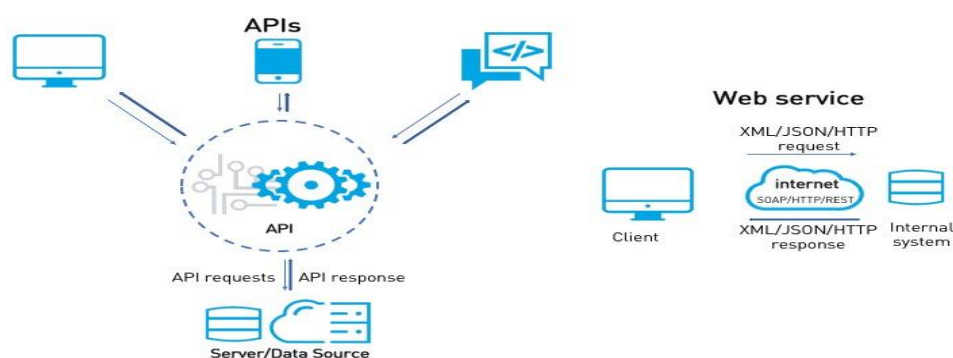 APIs
</>
API
API requests
API response
Server/Data Source
Web service
XML/JSON/HTTP
request
internet
SOAP/HTTP/REST
Client
XML/JSON/HTTP
response
Internal
system